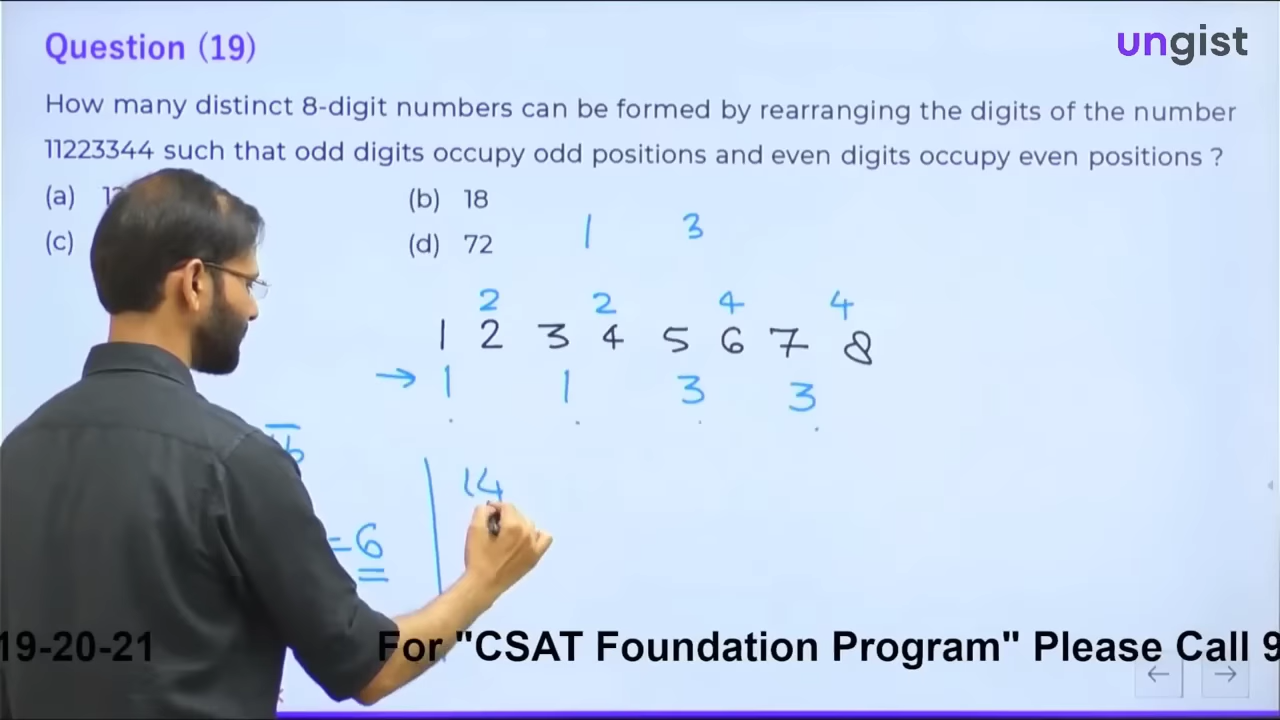 Question (19)
ungist
How many distinct 8-digit numbers can be formed by rearranging the digits of the number
11223344 such that odd digits occupy odd positions and even digits occupy even positions ?
(a)
(b) 18
(c)
(d) 72
1 3
2 2 4 4
1 2 3 4 5 6 7 8
→ 1 1 3 3
= 6
14
19-20-21
For "CSAT Foundation Program" Please Call 9
← →